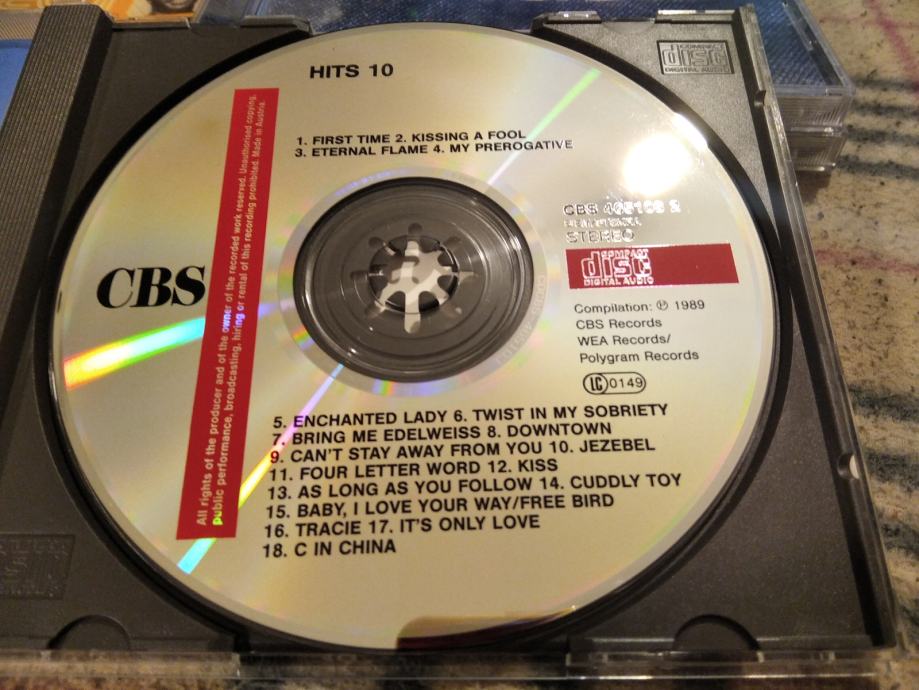 HITS 10
1. FIRST TIME 2. KISSING A FOOL
3. ETERNAL FLAME 4. MY PREROGATIVE
All rights of the producer and of the owner of the recorded work reserved. Unauthorised copying,
public performance, broadcasting, hiring or rental of this recording prohibited. Made in Austria.
CBS
CBS
STEREO
COMPACT
disc
DIGITAL AUDIO
Compilation: ℗ 1989
CBS Records
WEA Records/
Polygram Records
LC 0149
5. ENCHANTED LADY 6. TWIST IN MY SOBRIETY
7. BRING ME EDELWEISS 8. DOWNTOWN
9. CAN'T STAY AWAY FROM YOU 10. JEZEBEL
11. FOUR LETTER WORD 12. KISS
13. AS LONG AS YOU FOLLOW 14. CUDDLY TOY
15. BABY, I LOVE YOUR WAY/FREE BIRD
16. TRACIE 17. IT'S ONLY LOVE
18. C IN CHINA
COMPACT
disc
DIGITAL AUDIO